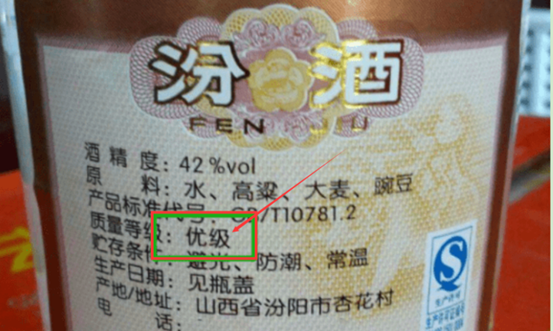 汾酒
FEN JIU
酒精度：42%vol
原料：水、高粱、大麦、豌豆
产品标准代号：GB/T10781.2
质量等级：优级
贮存条件：避光、防潮、常温
生产日期：见瓶盖
产地/地址：山西省汾阳市杏花村
电话：
生产许可